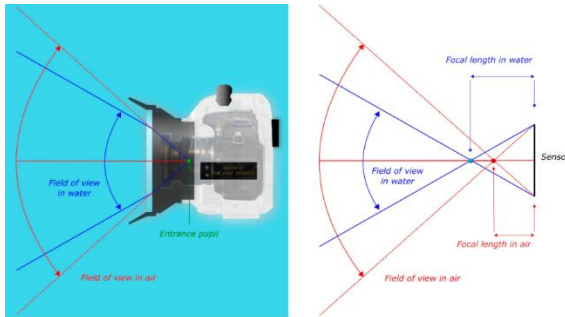 Field of view
in water
Entrance pupil
Field of view in air
Focal length in water
Sensor
Field of view
in water
Focal length in air
Field of view in air